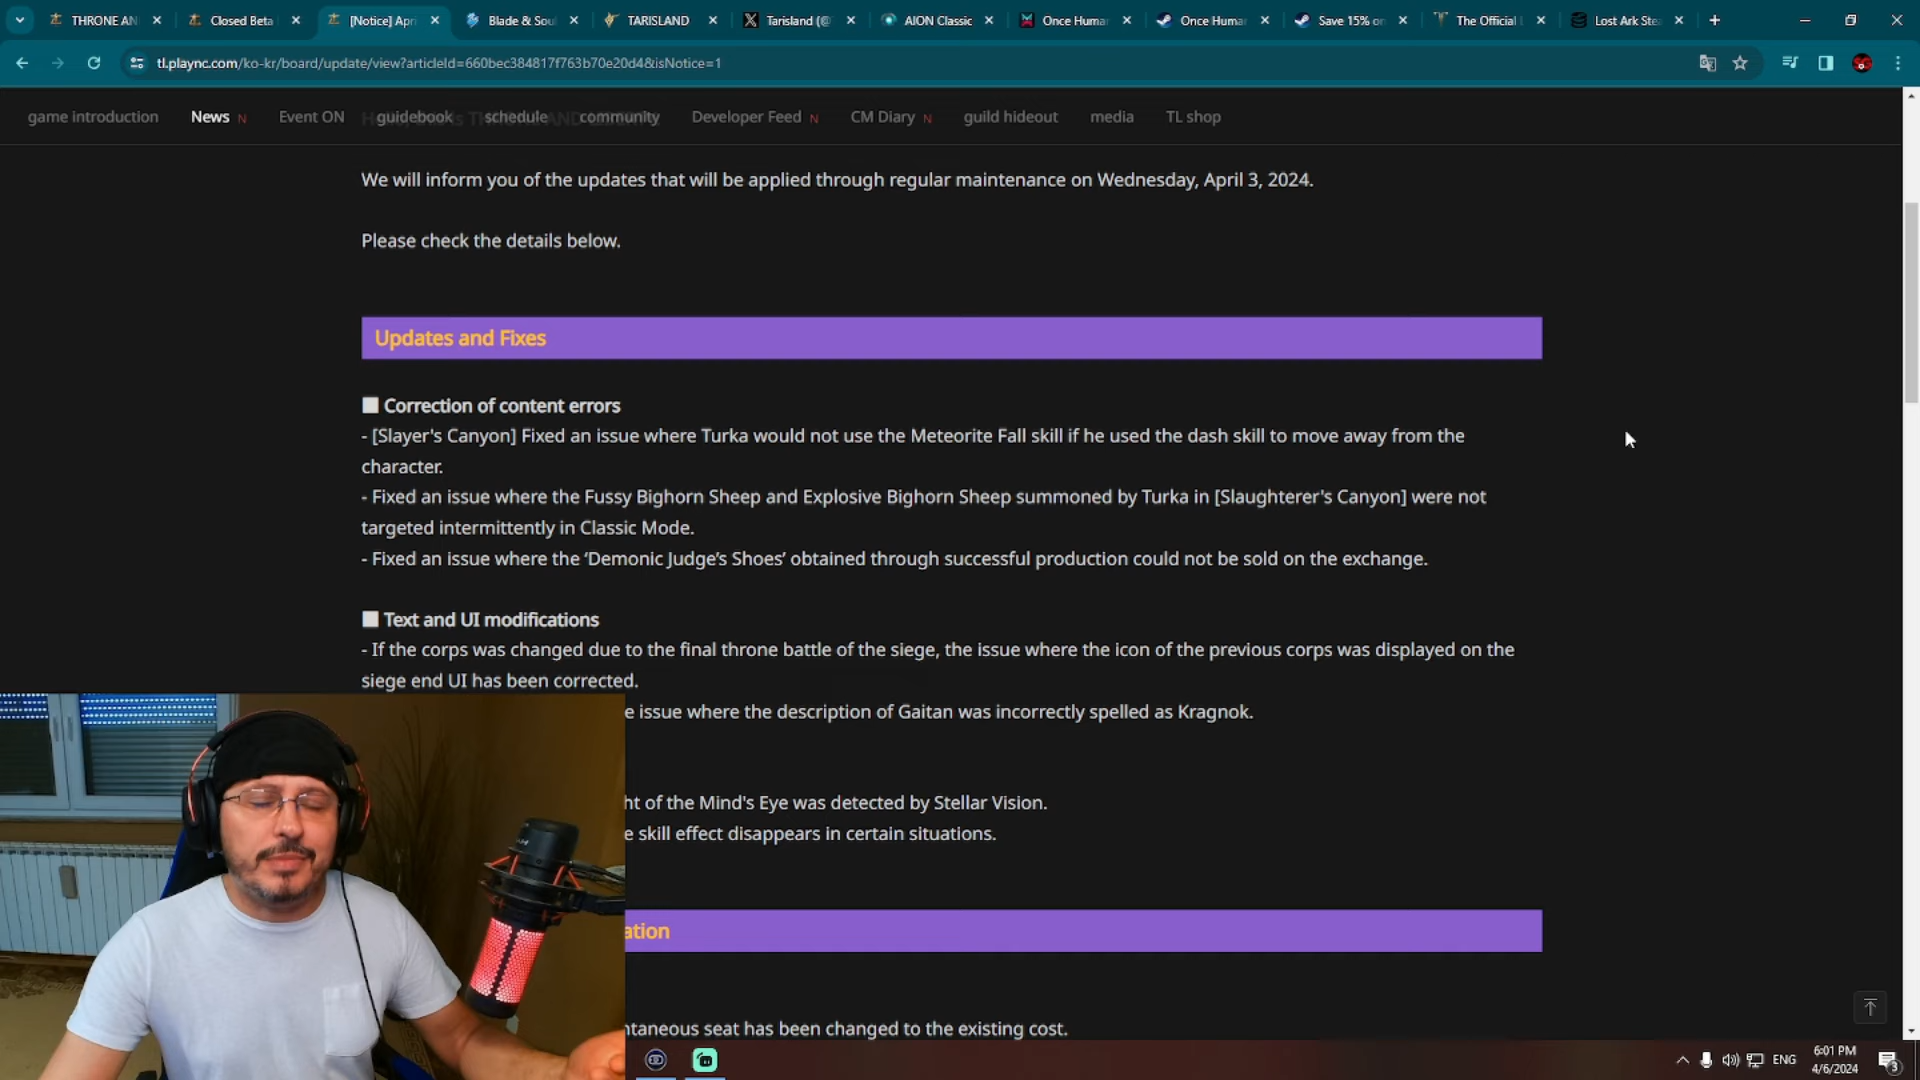 THRONE AN
Closed Beta
[Notice] Apri
Blade & Sou
TARISLAND
Tarisland (@
AION Classic
Once Human
Once Human
Save 15% on
The Official
Lost Ark Ste
tl.plaync.com/ko-kr/board/update/view?articleId=660bec384817f763b70e20d4&isNotice=1
game introduction
News N
Event ON
guidebook
schedule
community
Developer Feed N
CM Diary N
guild hideout
media
TL shop
We will inform you of the updates that will be applied through regular maintenance on Wednesday, April 3, 2024.
Please check the details below.
Updates and Fixes
Correction of content errors
- [Slayer's Canyon] Fixed an issue where Turka would not use the Meteorite Fall skill if he used the dash skill to move away from the
character.
- Fixed an issue where the Fussy Bighorn Sheep and Explosive Bighorn Sheep summoned by Turka in [Slaughterer's Canyon] were not
targeted intermittently in Classic Mode.
- Fixed an issue where the ‘Demonic Judge’s Shoes’ obtained through successful production could not be sold on the exchange.
Text and UI modifications
- If the corps was changed due to the final throne battle of the siege, the issue where the icon of the previous corps was displayed on the
siege end UI has been corrected.
e issue where the description of Gaitan was incorrectly spelled as Kragnok.
ht of the Mind's Eye was detected by Stellar Vision.
e skill effect disappears in certain situations.
ation
ntaneous seat has been changed to the existing cost.
ENG
6:01 PM
4/6/2024
3